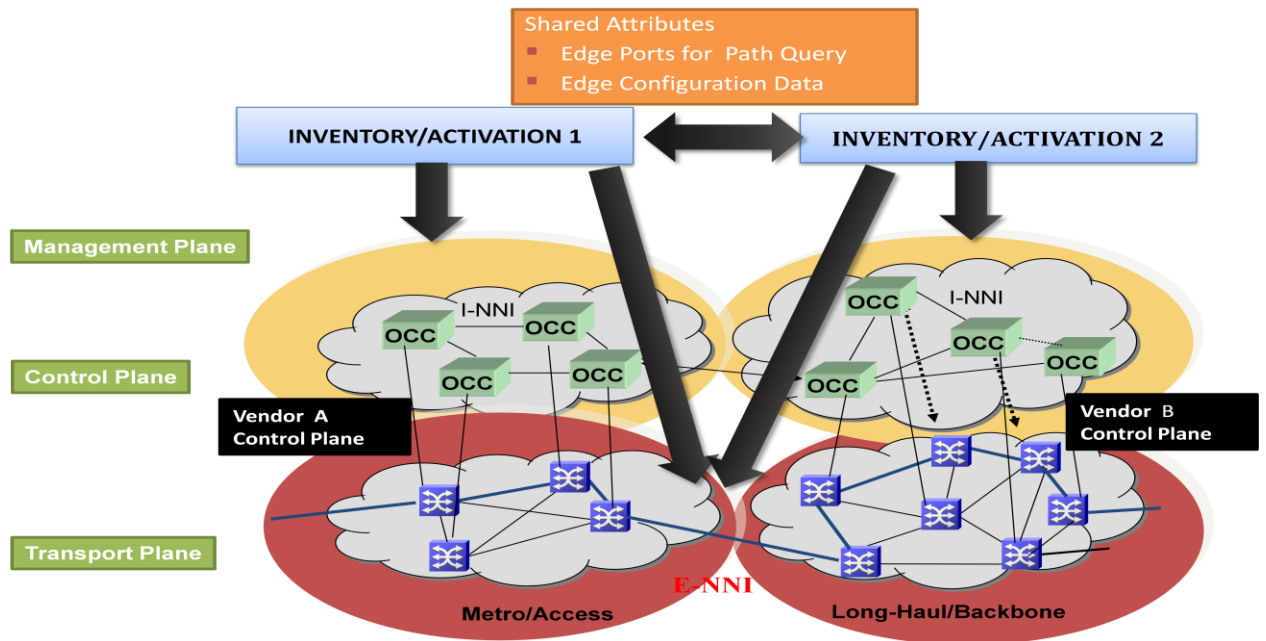 Shared Attributes
Edge Ports for Path Query
Edge Configuration Data
INVENTORY/ACTIVATION 1
INVENTORY/ACTIVATION 2
Management Plane
I-NNI
OCC
OCC
OCC
OCC
OCC
I-NNI
OCC
OCC
OCC
Control Plane
Vendor A
Control Plane
Vendor B
Control Plane
Transport Plane
E-NNI
Metro/Access
Long-Haul/Backbone